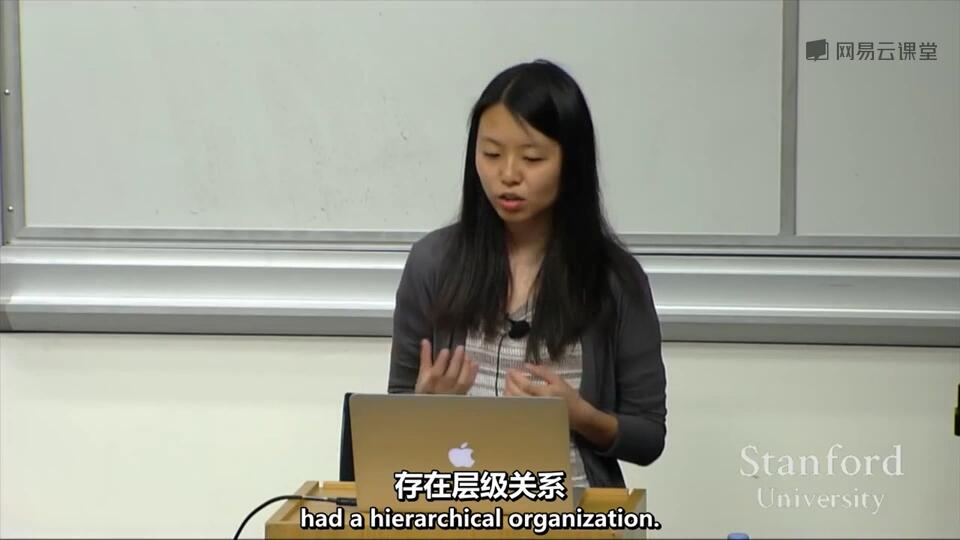 网易云课堂
Stanford
University
存在层级关系
had a hierarchical organization.